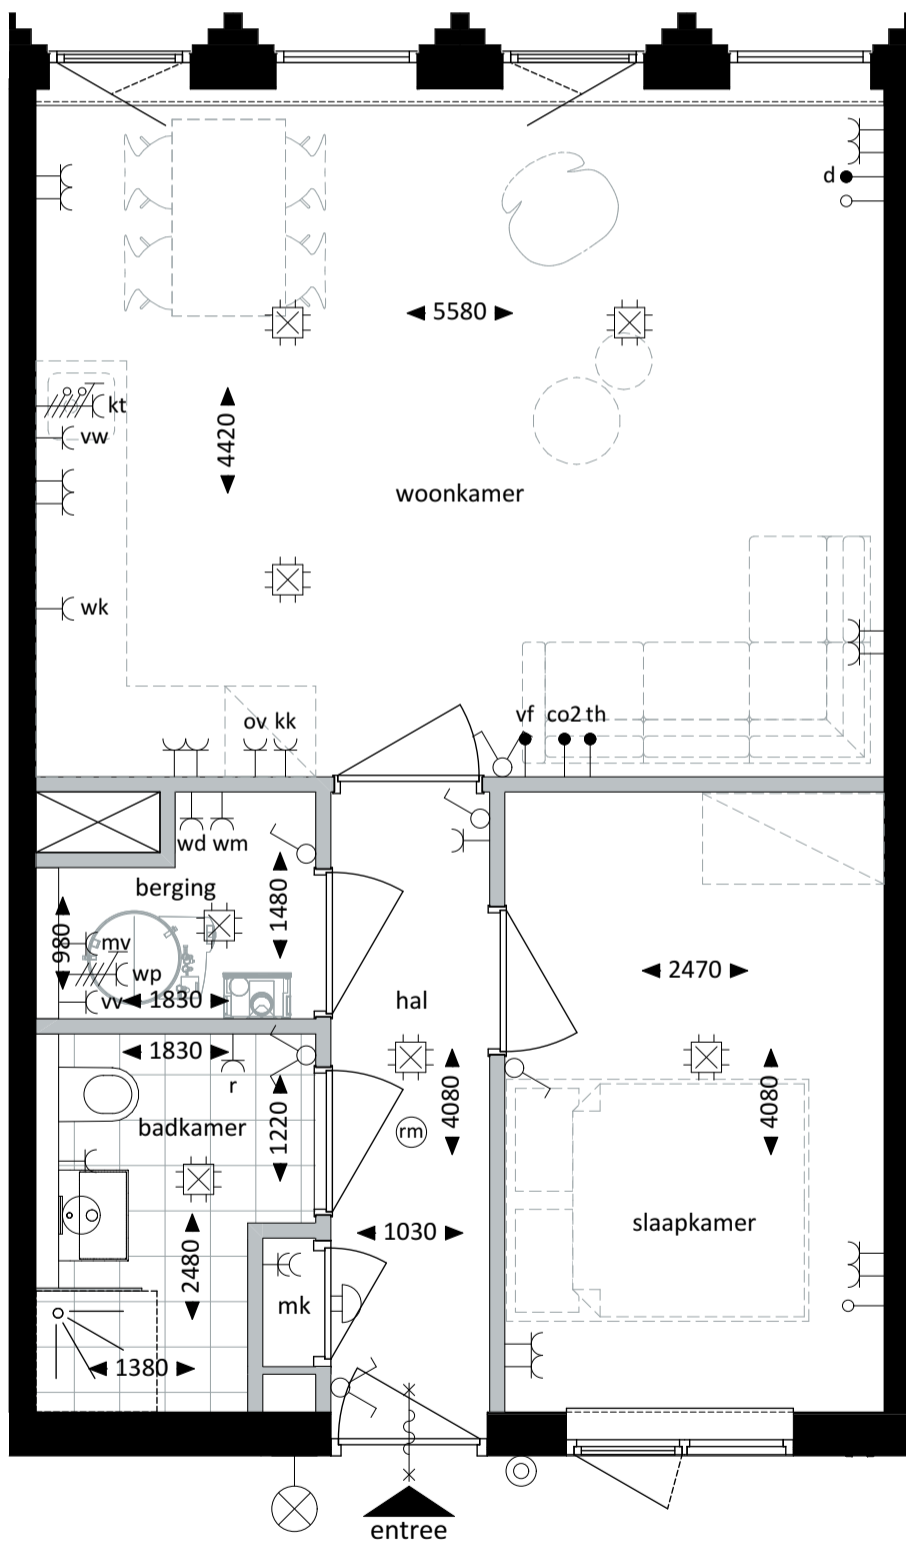 d
5580
kt
vw
4420
woonkamer
wk
ov kk
vf co2 th
wd wm
berging
1480
980
mv
wp
vv
1830
hal
2470
1830
r
badkamer
1220
rm
4080
4080
1030
slaapkamer
2480
mk
1380
entree